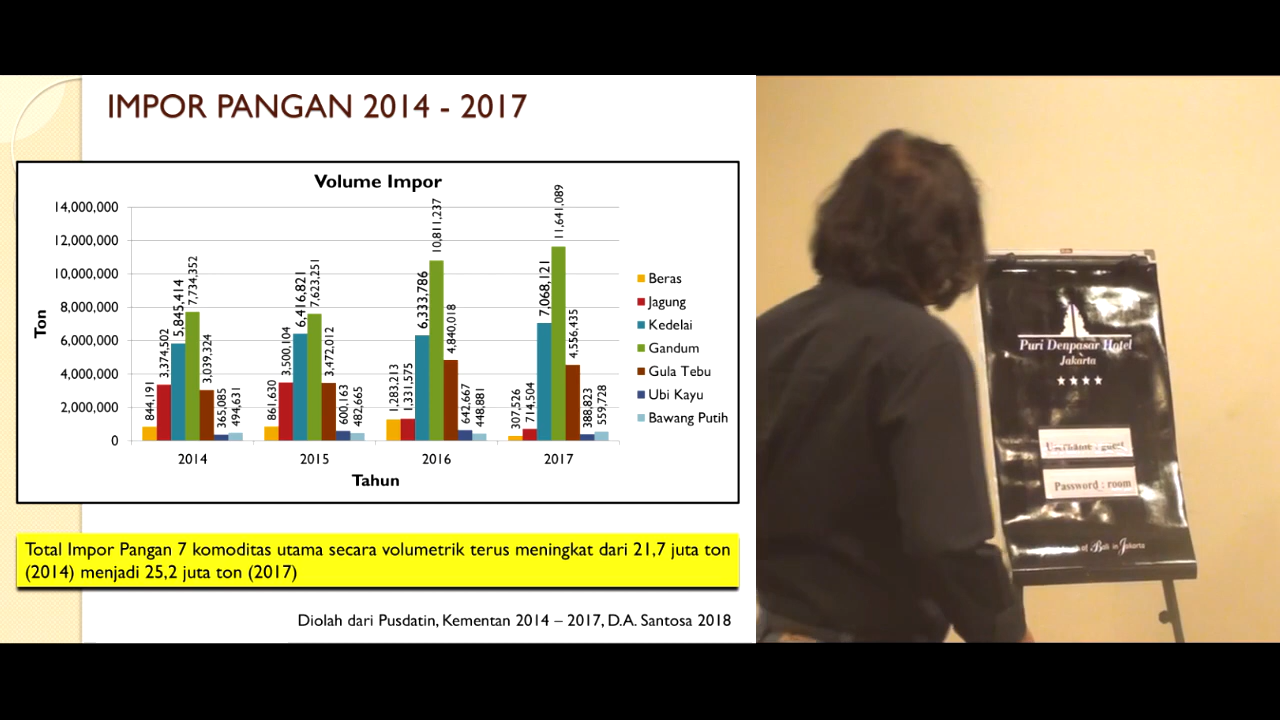 IMPOR PANGAN 2014 - 2017
Volume Impor
Ton
14,000,000
12,000,000
10,000,000
8,000,000
6,000,000
4,000,000
2,000,000
0
844,191
3,374,502
5,845,414
7,734,352
3,039,324
365,085
494,631
861,630
3,500,104
6,416,821
7,623,251
3,472,012
600,163
482,665
1,283,213
1,331,575
6,333,786
10,811,237
4,840,018
642,667
448,881
307,526
714,504
7,068,121
11,641,089
4,556,435
388,823
559,728
2014
2015
2016
2017
Tahun
Beras
Jagung
Kedelai
Gandum
Gula Tebu
Ubi Kayu
Bawang Putih
Total Impor Pangan 7 komoditas utama secara volumetrik terus meningkat dari 21,7 juta ton
(2014) menjadi 25,2 juta ton (2017)
Diolah dari Pusdatin, Kementan 2014 – 2017, D.A. Santosa 2018
Puri Denpasar Hotel
Jakarta
Password : room
of Bali in Jakarta